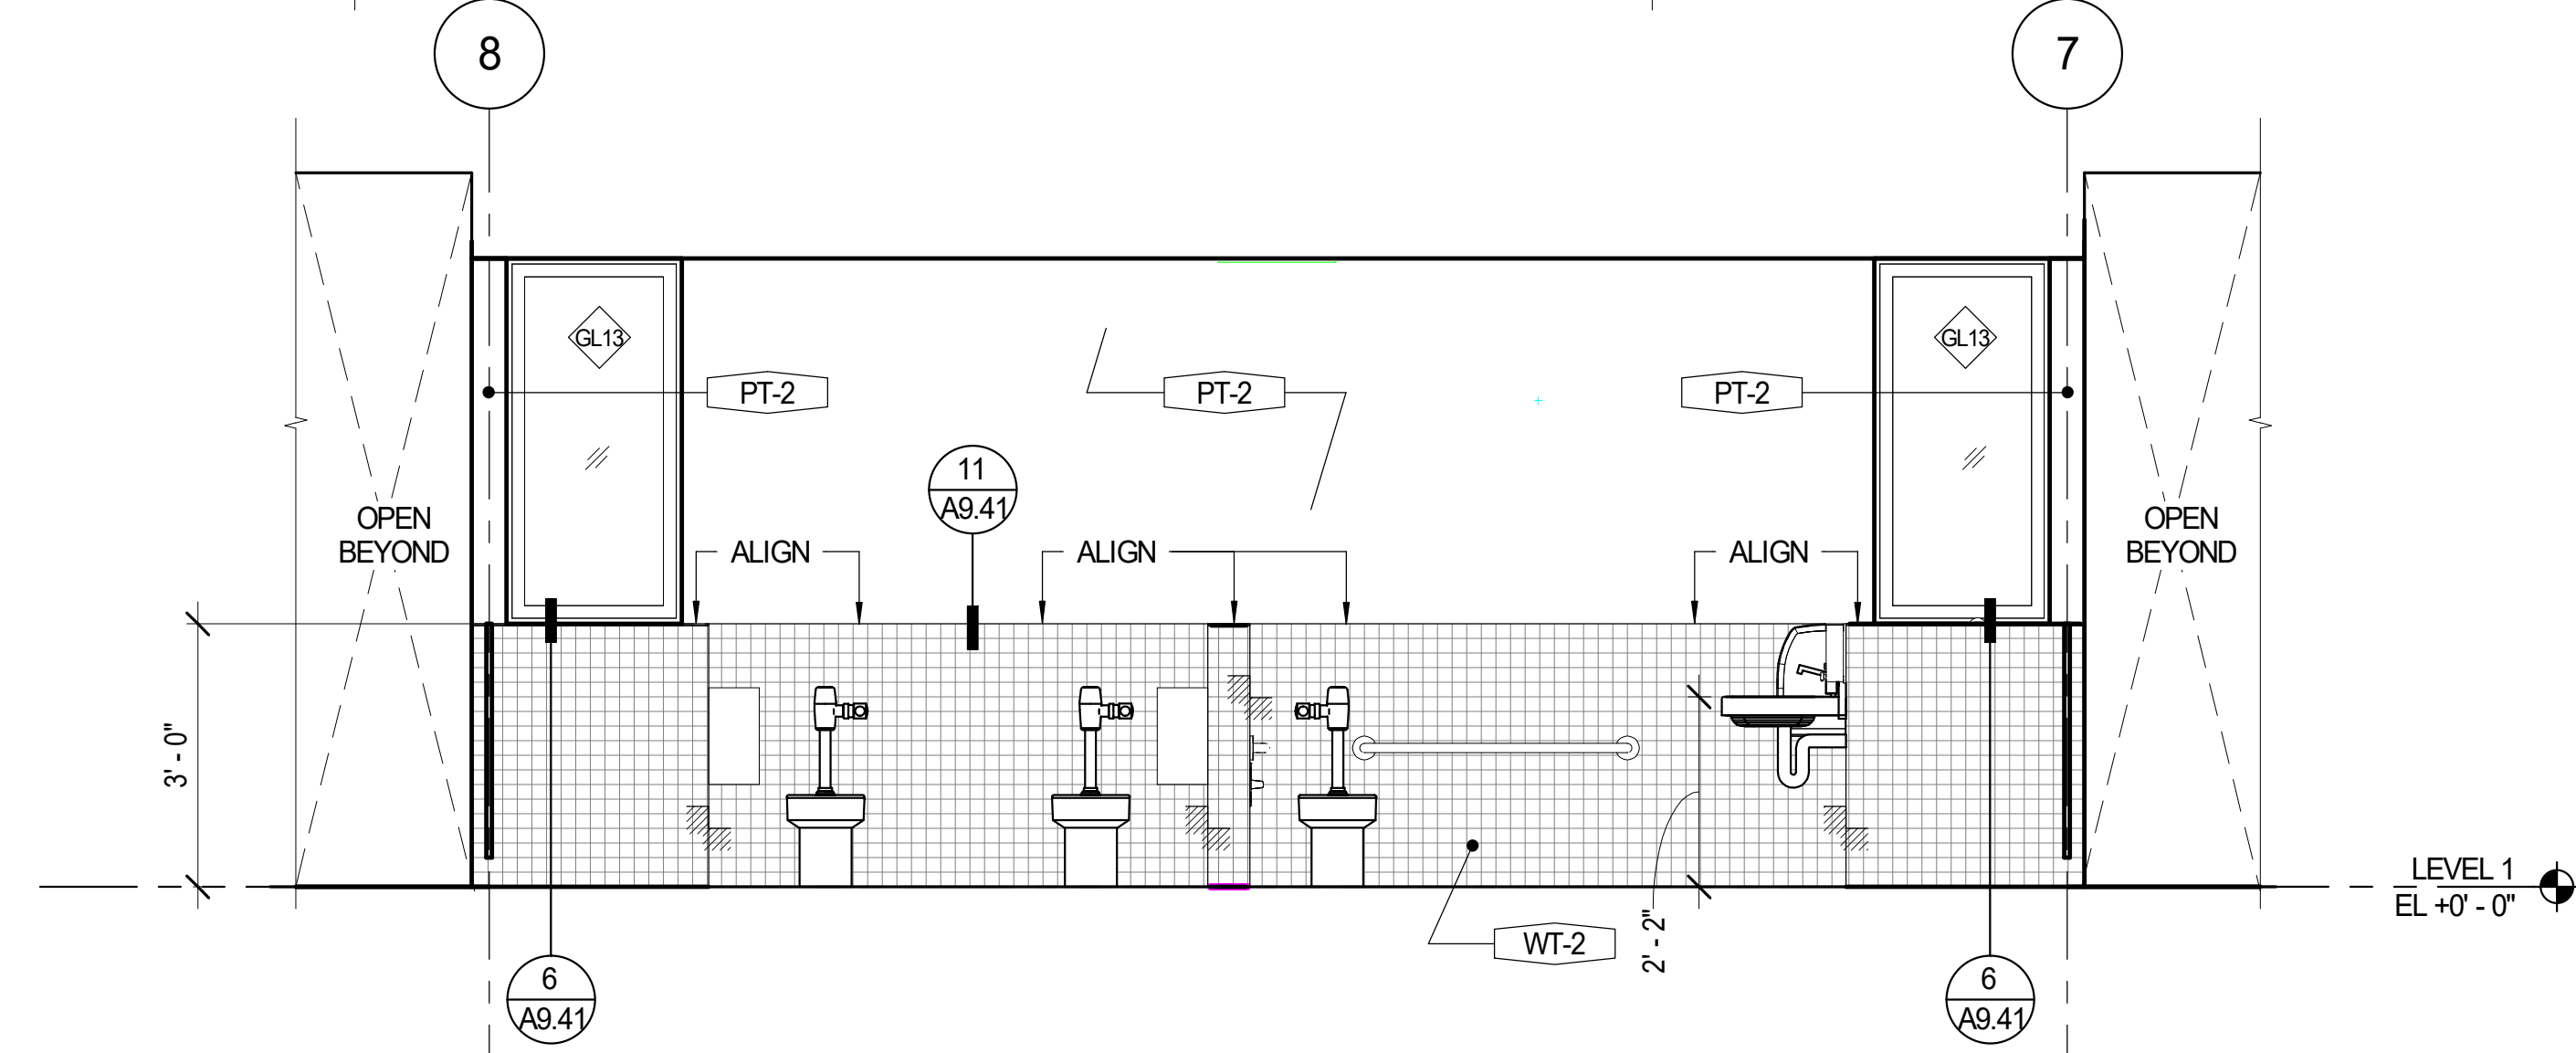 8
7
GL13
GL13
PT-2
PT-2
PT-2
11
A9.41
OPEN
BEYOND
OPEN
BEYOND
ALIGN
ALIGN
ALIGN
3' - 0"
LEVEL 1
EL +0' - 0"
WT-2
2' - 2"
6
A9.41
6
A9.41